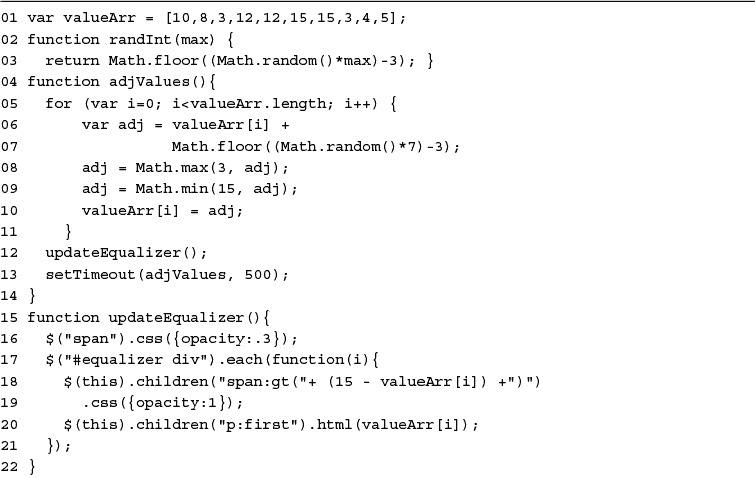 01 var valueArr = [10,8,3,12,12,15,15,3,4,5];
02 function randInt(max) {
03   return Math.floor((Math.random()*max)-3); }
04 function adjValues(){
05   for (var i=0; i<valueArr.length; i++) {
06       var adj = valueArr[i] +
07                 Math.floor((Math.random()*7)-3);
08       adj = Math.max(3, adj);
09       adj = Math.min(15, adj);
10       valueArr[i] = adj;
11     }
12   updateEqualizer();
13   setTimeout(adjValues, 500);
14 }
15 function updateEqualizer(){
16   $("span").css({opacity:.3});
17   $("#equalizer div").each(function(i){
18     $(this).children("span:gt("+ (15 - valueArr[i]) +")")
19       .css({opacity:1});
20     $(this).children("p:first").html(valueArr[i]);
21   });
22 }